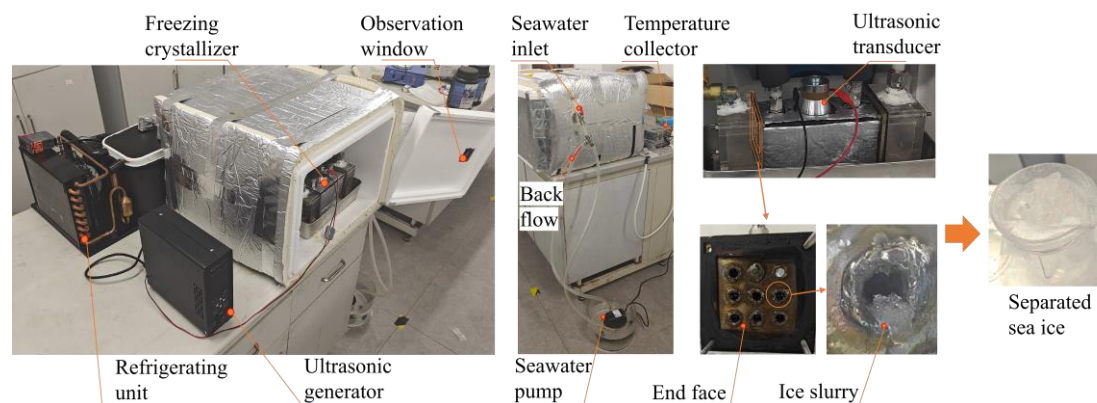 Freezing
crystallizer
Observation
window
Seawater
inlet
Temperature
collector
Ultrasonic
transducer
Back
flow
Separated
sea ice
Refrigerating
unit
Ultrasonic
generator
Seawater
pump
End face
Ice slurry